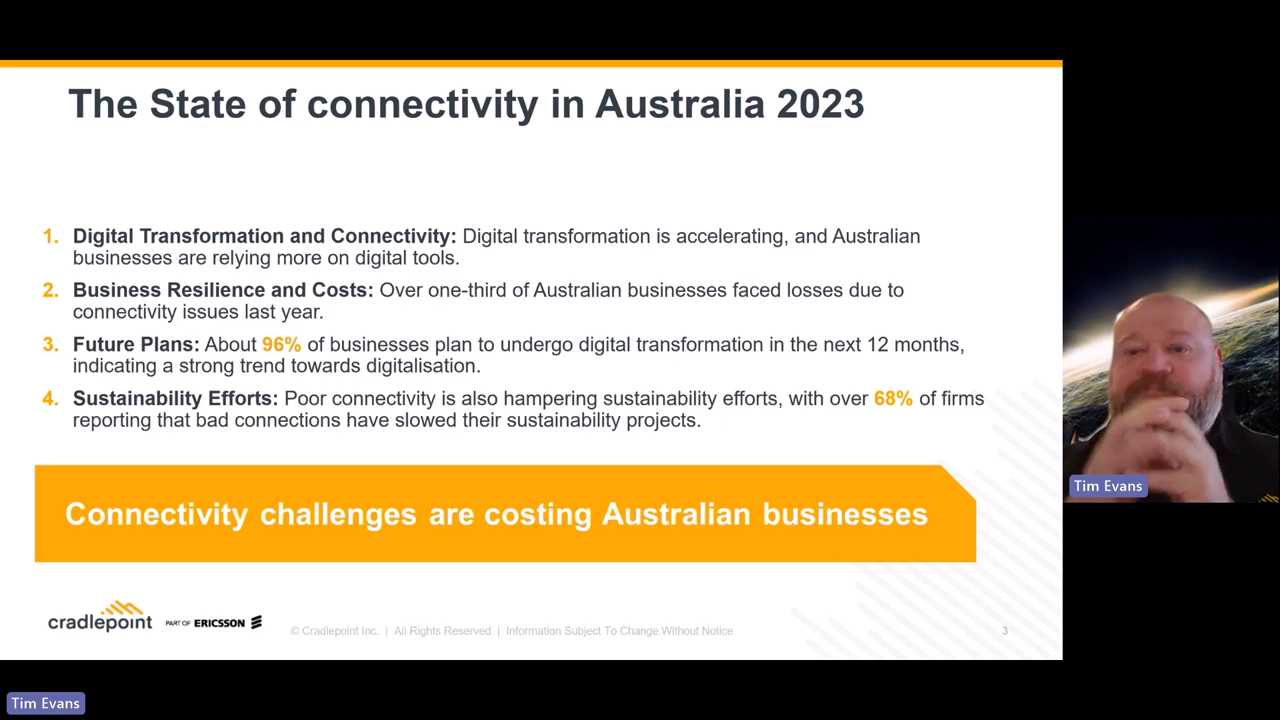 The State of connectivity in Australia 2023
1. Digital Transformation and Connectivity: Digital transformation is accelerating, and Australian
businesses are relying more on digital tools.
2. Business Resilience and Costs: Over one-third of Australian businesses faced losses due to
connectivity issues last year.
3. Future Plans: About 96% of businesses plan to undergo digital transformation in the next 12 months,
indicating a strong trend towards digitalisation.
4. Sustainability Efforts: Poor connectivity is also hampering sustainability efforts, with over 68% of firms
reporting that bad connections have slowed their sustainability projects.
Connectivity challenges are costing Australian businesses
cradlepoint PART OF ERICSSON
© Cradlepoint Inc. | All Rights Reserved | Information Subject To Change Without Notice
3
Tim Evans
Tim Evans